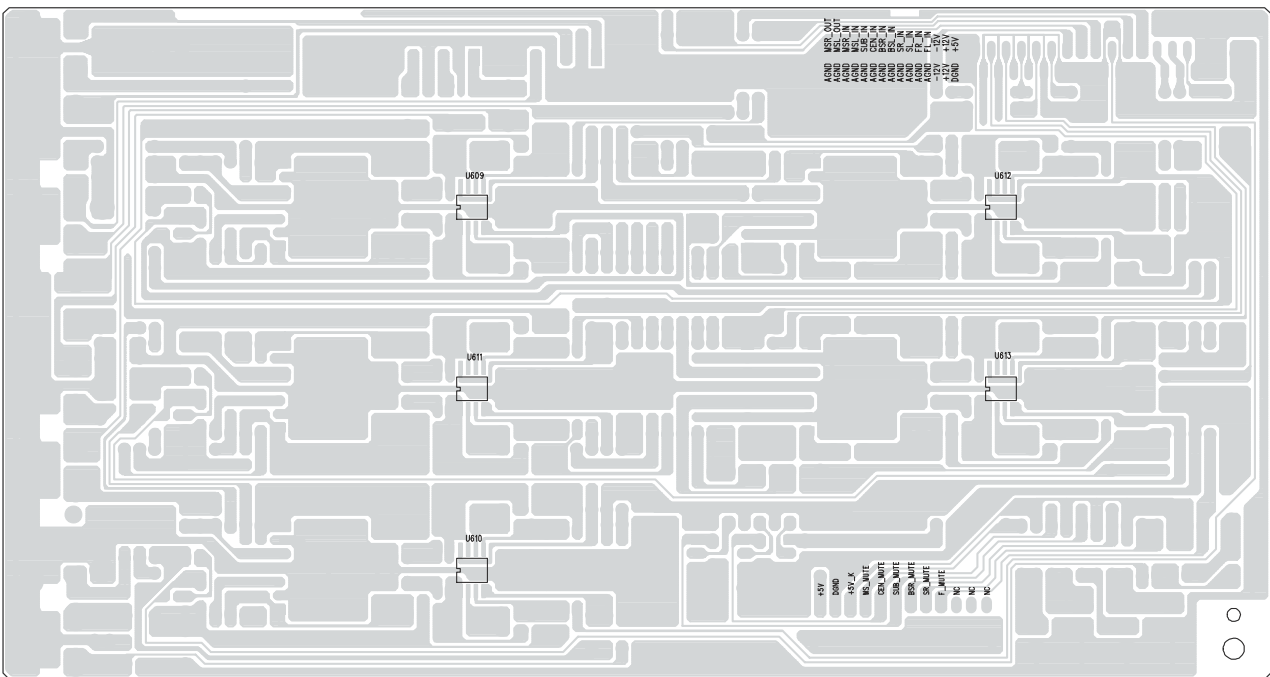 AGND MSR_OUT
AGND MSL_OUT
AGND MSR_IN
AGND MSL_IN
AGND SUB_IN
AGND CEN_IN
AGND BSR_IN
AGND BSL_IN
AGND SR_IN
AGND SL_IN
AGND FR_IN
AGND FL_IN
-12V -12V
+12V +12V
DGND +5V
U609
U612
U611
U613
U610
+5V
DGND
+5V_K
MS_MUTE
CEN_MUTE
SUB_MUTE
BSR_MUTE
SR_MUTE
F_MUTE
NC
NC
NC